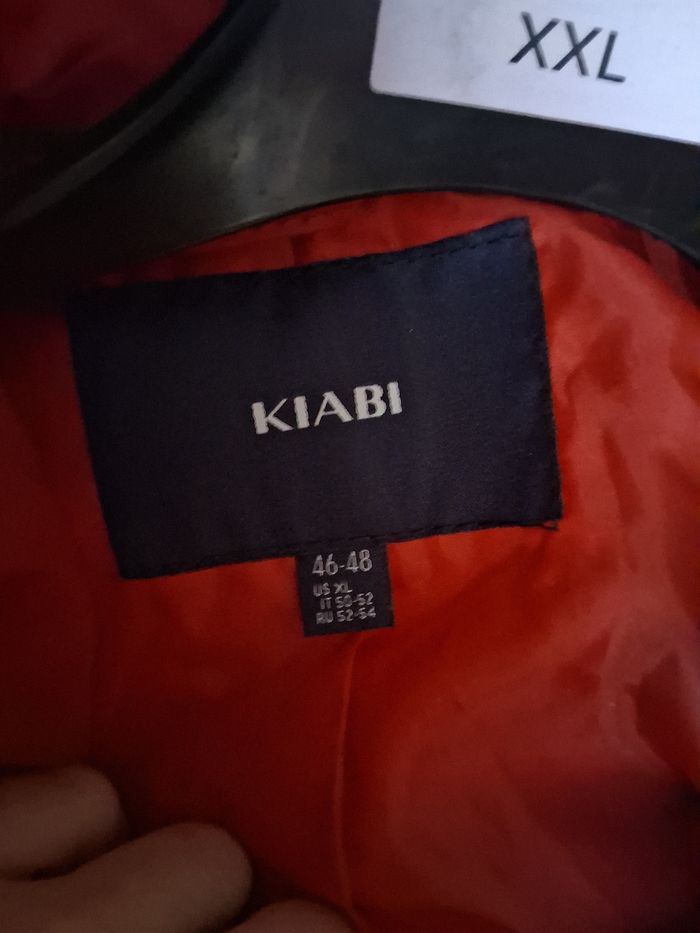 XXL
KIABI
46-48
US XL
IT 50-52
RU 52-54